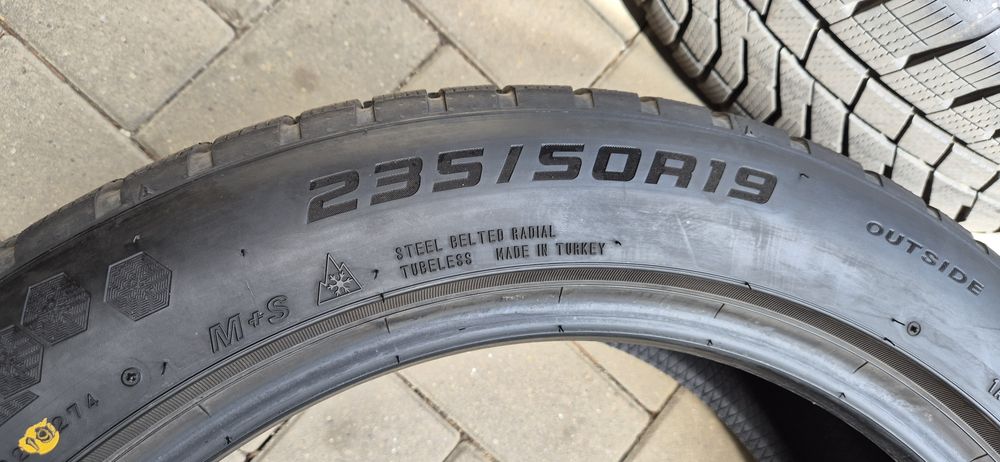 235/50R19
STEEL BELTED RADIAL
TUBELESS MADE IN TURKEY
M+S
OUTSIDE